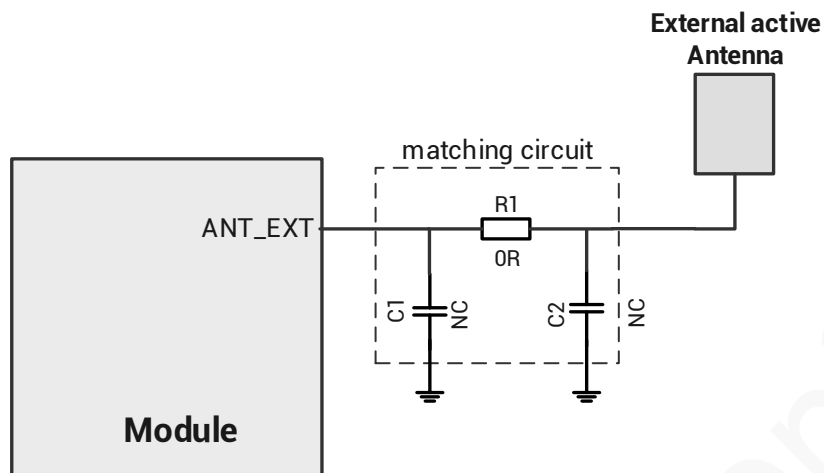 External active
Antenna
matching circuit
ANT_EXT
R1
0R
C1
NC
C2
NC
Module